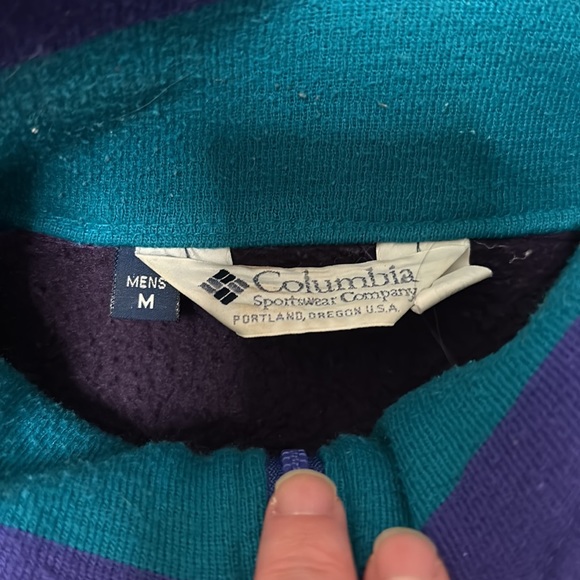 MENS
M
Columbia
Sportswear Company
PORTLAND, OREGON U.S.A.